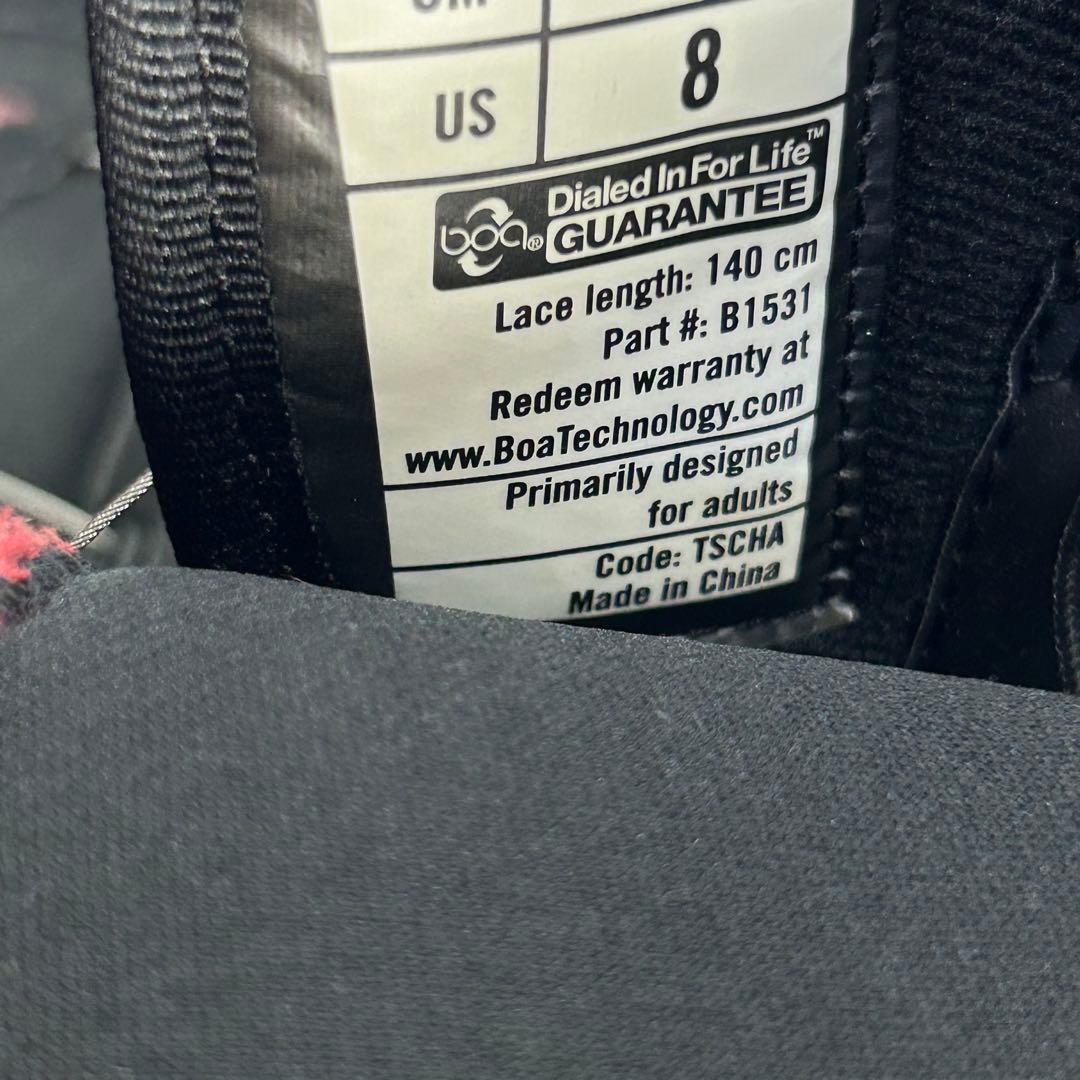 US 8
boa® Dialed In For Life™
GUARANTEE
Lace length: 140 cm
Part #: B1531
Redeem warranty at
www.BoaTechnology.com
Primarily designed
for adults
Code: TSCHA
Made in China